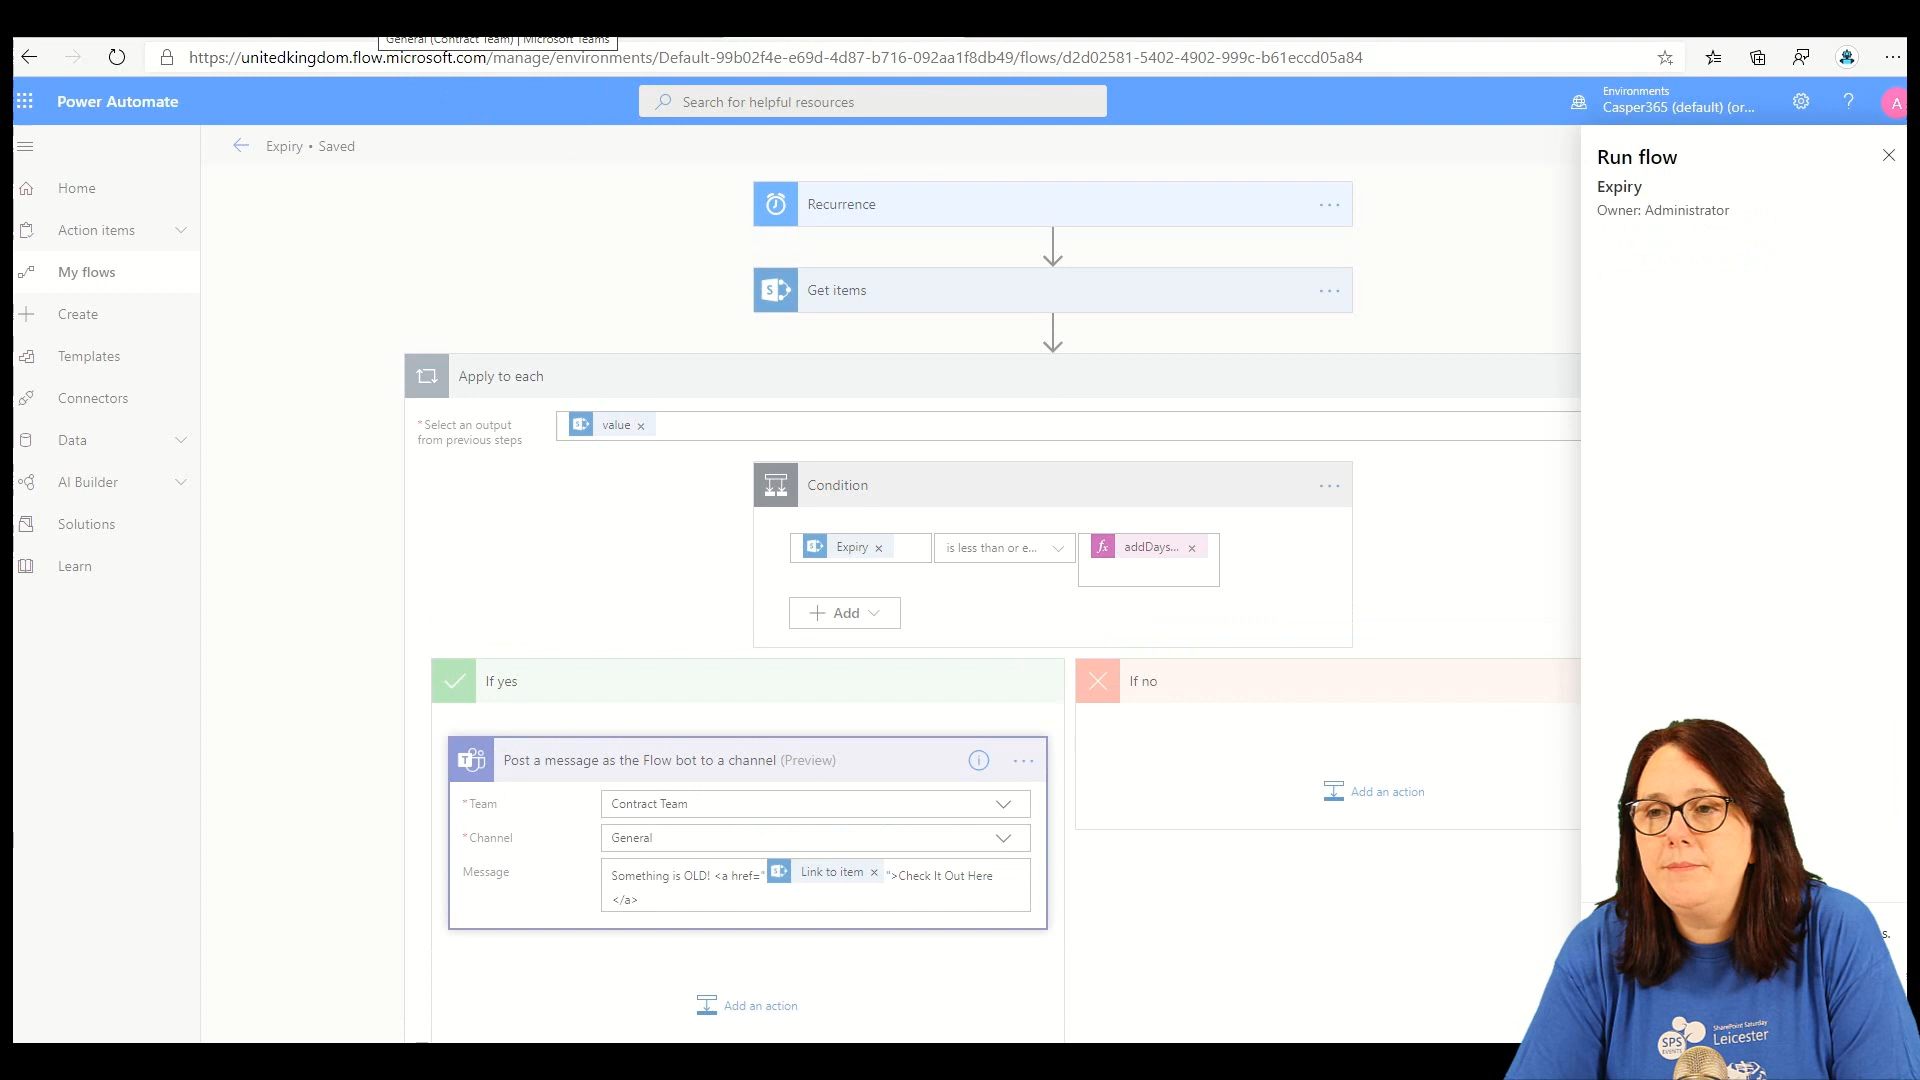 General (Contract Team) | Microsoft Teams
https://unitedkingdom.flow.microsoft.com/manage/environments/Default-99b02f4e-e69d-4d87-b716-092aa1f8db49/flows/d2d02581-5402-4902-999c-b61eccd05a84
Power Automate
Search for helpful resources
Environments
Casper365 (default) (or...
?
A
Expiry • Saved
Run flow
Expiry
Owner: Administrator
Home
Action items
My flows
Create
Templates
Connectors
Data
AI Builder
Solutions
Learn
Recurrence
Get items
Apply to each
*Select an output
from previous steps
value ×
Condition
Expiry ×
is less than or e...
fx addDays... ×
Add
If yes
If no
Post a message as the Flow bot to a channel (Preview)
*Team
Contract Team
*Channel
General
Message
Something is OLD! <a href=" Link to item × ">Check It Out Here
</a>
Add an action
Add an action
s.
SPS
EVENTS
SharePoint Saturday
Leicester